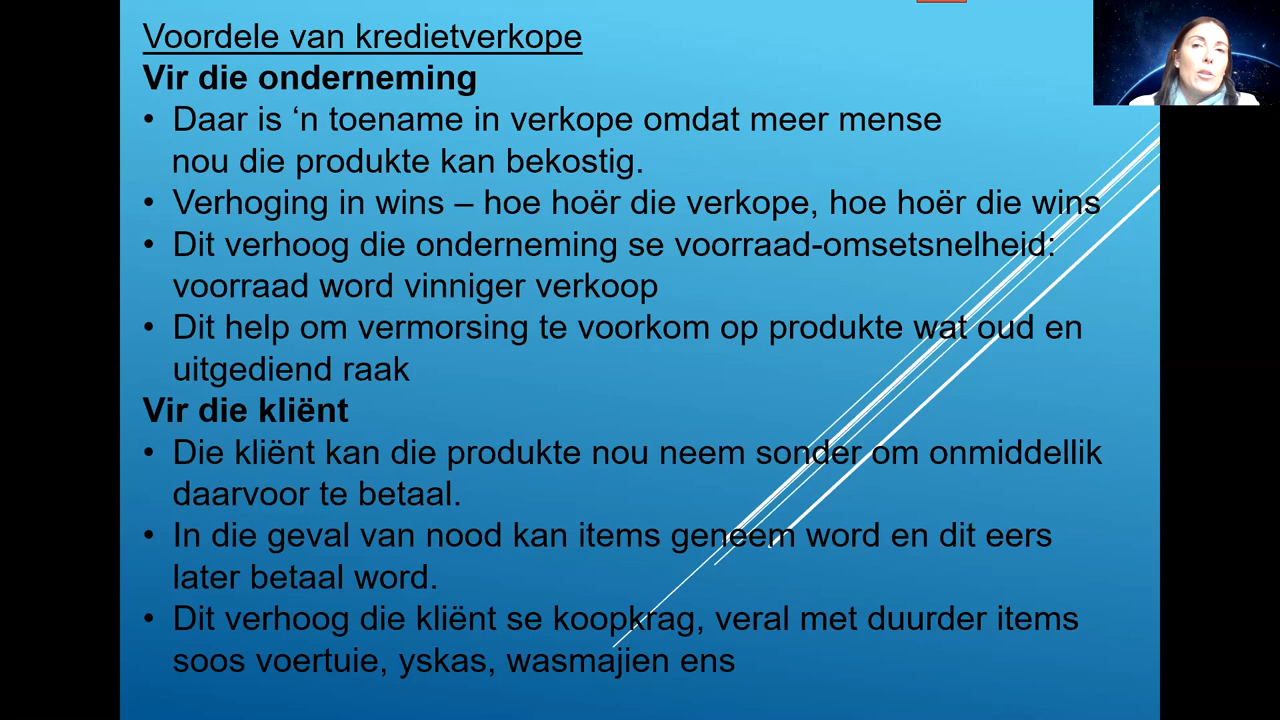 Voordele van kredietverkope
Vir die onderneming
• Daar is ‘n toename in verkope omdat meer mense
nou die produkte kan bekostig.
• Verhoging in wins – hoe hoër die verkope, hoe hoër die wins
• Dit verhoog die onderneming se voorraad-omsetsnelheid:
voorraad word vinniger verkoop
• Dit help om vermorsing te voorkom op produkte wat oud en
uitgediend raak
Vir die kliënt
• Die kliënt kan die produkte nou neem sonder om onmiddellik
daarvoor te betaal.
• In die geval van nood kan items geneem word en dit eers
later betaal word.
• Dit verhoog die kliënt se koopkrag, veral met duurder items
soos voertuie, yskas, wasmajien ens